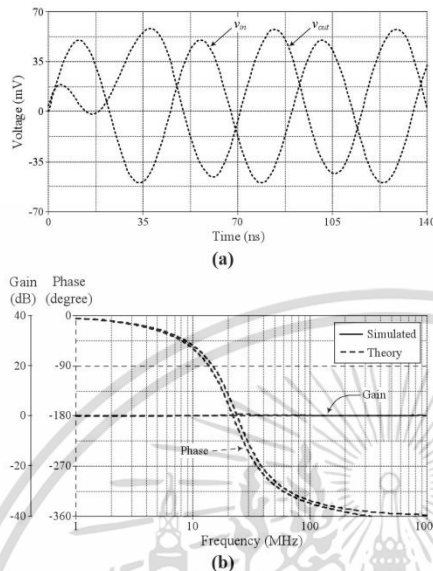 70
35
0
-35
-70
Voltage (mV)
v_in
v_out
0
35
70
105
140
Time (ns)
(a)
Gain
(dB)
Phase
(degree)
40
20
0
-20
-40
0
-90
-180
-270
-360
Simulated
Theory
Gain
Phase
1
10
100
1000
Frequency (MHz)
(b)